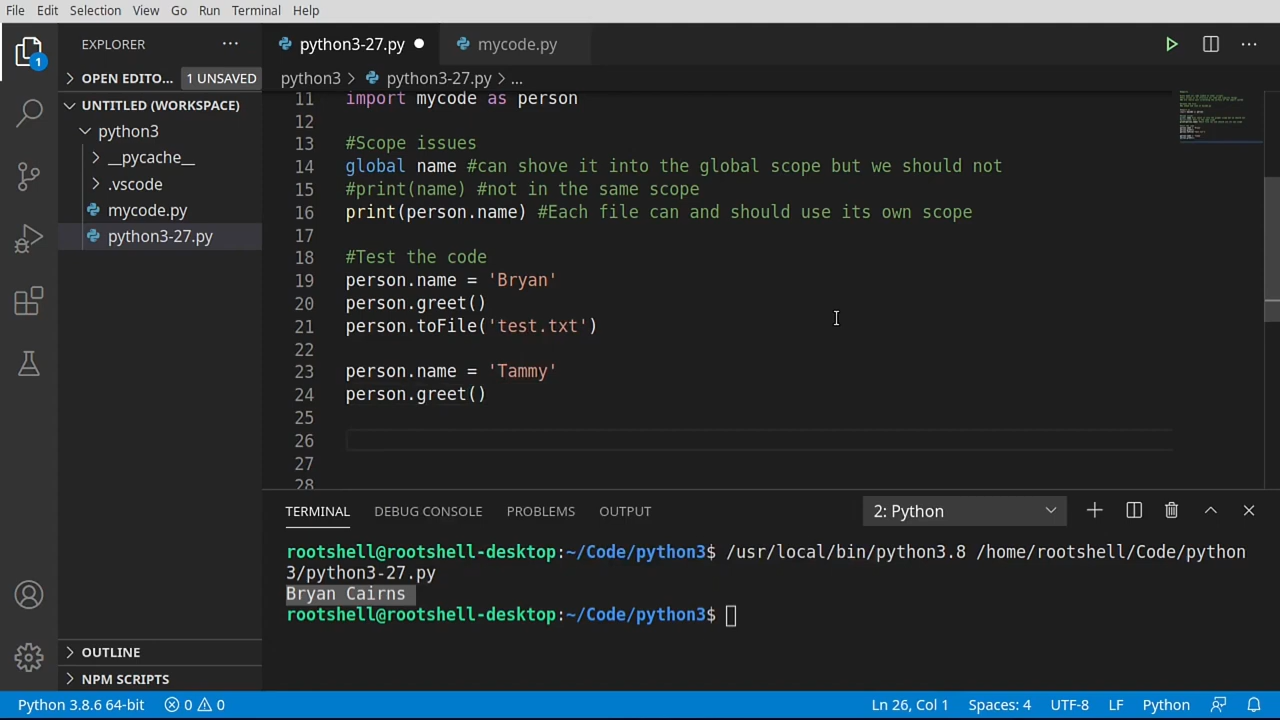 File Edit Selection View Go Run Terminal Help
EXPLORER
python3-27.py
mycode.py
1
OPEN EDITO... 1 UNSAVED
python3 > python3-27.py > ...
UNTITLED (WORKSPACE)
python3
__pycache__
.vscode
mycode.py
python3-27.py
11 import mycode as person
12
13 #Scope issues
14 global name #can shove it into the global scope but we should not
15 #print(name) #not in the same scope
16 print(person.name) #Each file can and should use its own scope
17
18 #Test the code
19 person.name = 'Bryan'
20 person.greet()
21 person.toFile('test.txt')
22
23 person.name = 'Tammy'
24 person.greet()
25
26
27
28
TERMINAL DEBUG CONSOLE PROBLEMS OUTPUT 2: Python
rootshell@rootshell-desktop:~/Code/python3$ /usr/local/bin/python3.8 /home/rootshell/Code/python
3/python3-27.py
Bryan Cairns
rootshell@rootshell-desktop:~/Code/python3$
OUTLINE
NPM SCRIPTS
Python 3.8.6 64-bit 0 0 Ln 26, Col 1 Spaces: 4 UTF-8 LF Python